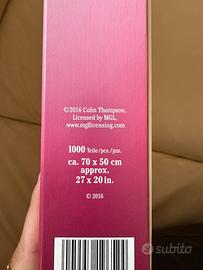 ©2016 Colin Thompson,
Licensed by MGL,
www.mgllicensing.com
1000 Teile/pcs./pzs.
ca. 70 x 50 cm
approx.
27 x 20 in.
© 2016
subito